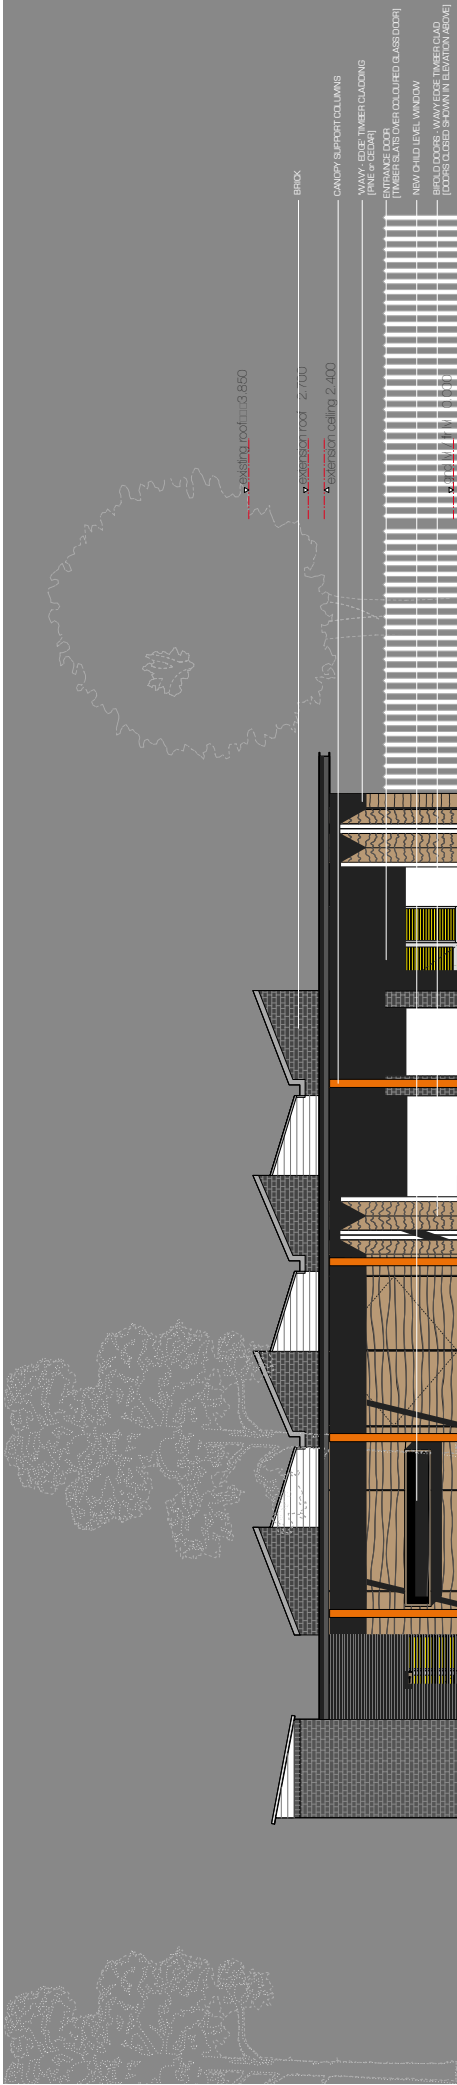 BRICK
CANOPY SUPPORT COLUMNS
'WAVY - EDGE' TIMBER CLADDING
[PINE or CEDAR]
ENTRANCE DOOR
[TIMBER SLATS OVER COLOURED GLASS DOOR]
NEW CHILD LEVEL WINDOW
BIFOLD DOORS - WAVY EDGE TIMBER CLAD
[DOORS CLOSED SHOWN IN ELEVATION ABOVE]
existing roof 3.850
extension roof 2.700
extension ceiling 2.400
0.000